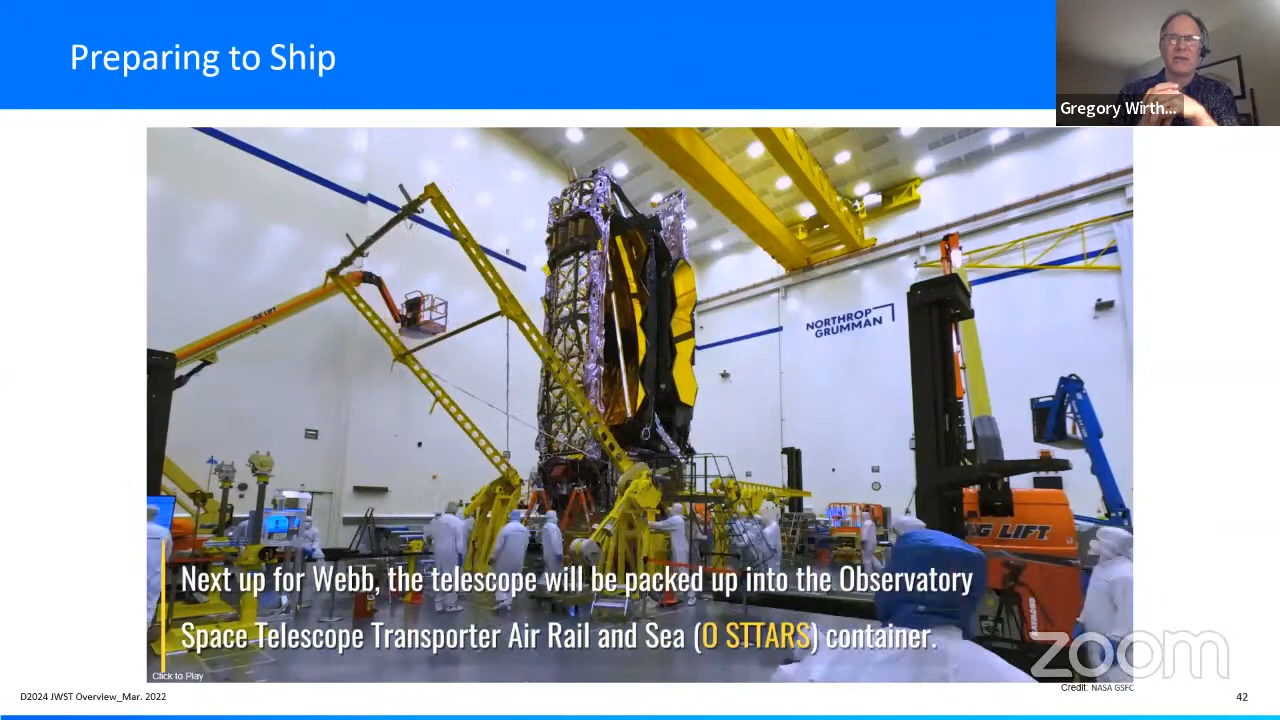 Preparing to Ship
Gregory Wirth...
NORTHROP
GRUMMAN
LIFT
Next up for Webb, the telescope will be packed up into the Observatory
Space Telescope Transporter Air Rail and Sea (O STTARS) container.
Click to Play
zoom
Credit: NASA GSFC
D2024 JWST Overview_Mar. 2022
42